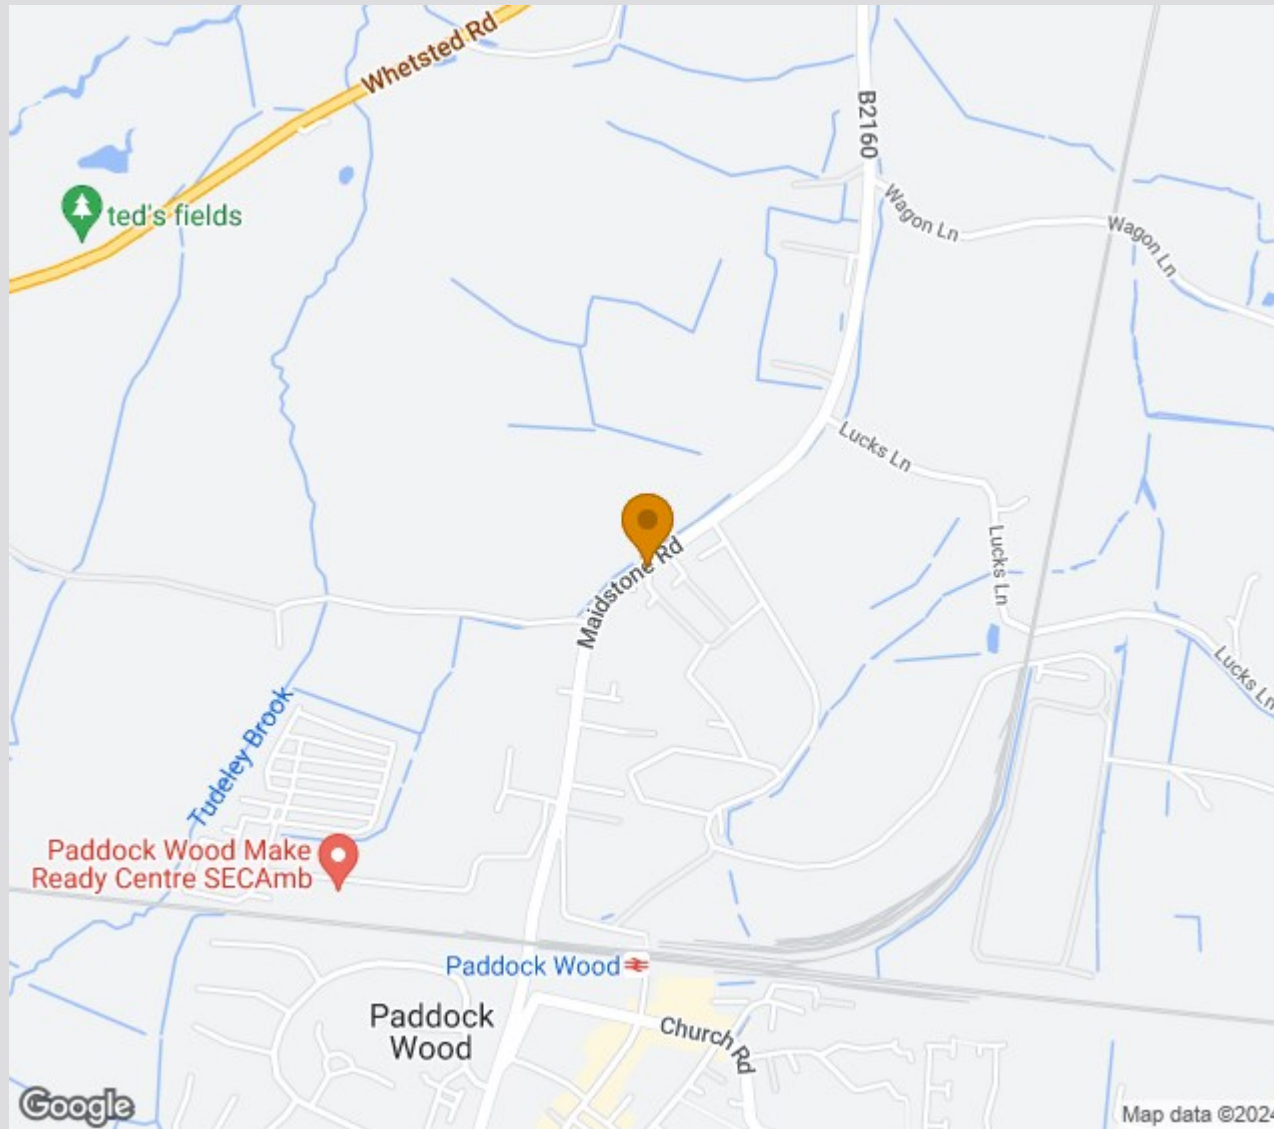 Whetsted Rd
B2160
ted's fields
Wagon Ln
Wagon Ln
Lucks Ln
Lucks Ln
Maidstone Rd
Lucks Ln
Tudeley Brook
Paddock Wood Make
Ready Centre SECAmb
Paddock Wood
Paddock
Wood
Church Rd
Google
Map data ©2024